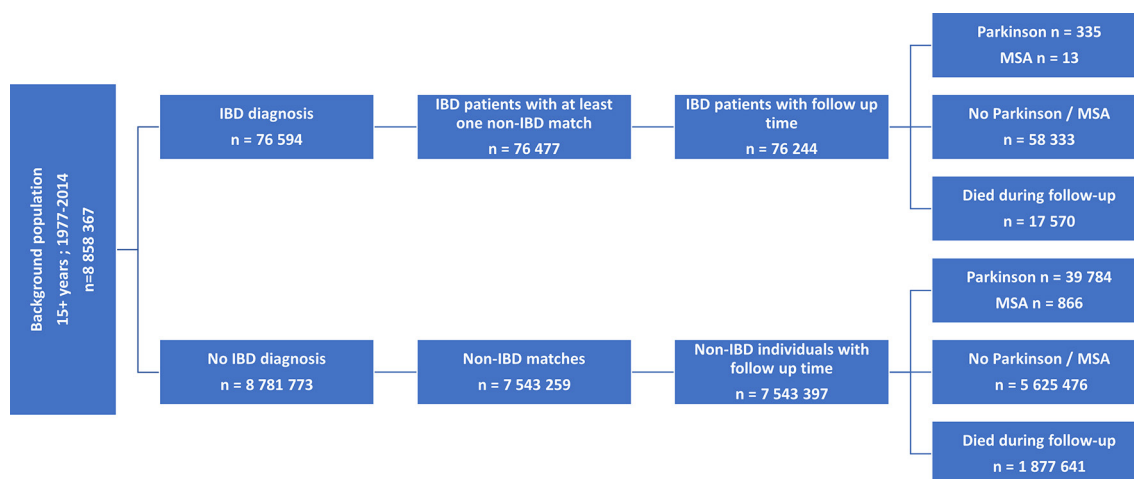 Background population
15+ years ; 1977-2014
n=8 858 367
IBD diagnosis
n = 76 594
IBD patients with at least
one non-IBD match
n = 76 477
IBD patients with follow up
time
n = 76 244
Parkinson n = 335
MSA n = 13
No Parkinson / MSA
n = 58 333
Died during follow-up
n = 17 570
No IBD diagnosis
n = 8 781 773
Non-IBD matches
n = 7 543 259
Non-IBD individuals with
follow up time
n = 7 543 397
Parkinson n = 39 784
MSA n = 866
No Parkinson / MSA
n = 5 625 476
Died during follow-up
n = 1 877 641